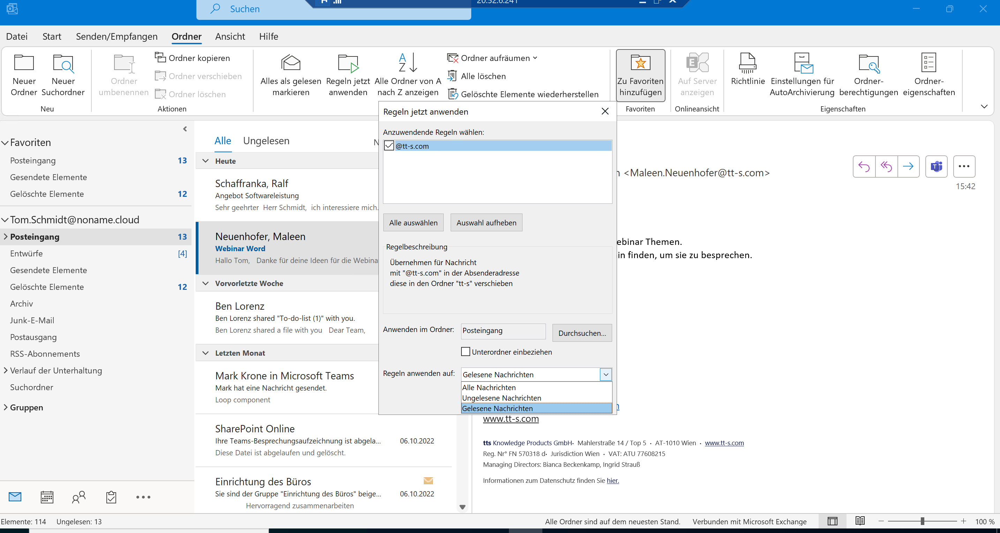 Suchen
20.52.6.241
Datei
Start
Senden/Empfangen
Ordner
Ansicht
Hilfe
Neuer
Ordner
Neuer
Suchordner
Neu
Ordner
umbenennen
Ordner kopieren
Ordner verschieben
Ordner löschen
Aktionen
Alles als gelesen
markieren
Regeln jetzt
anwenden
A
Z
Alle Ordner von A
nach Z anzeigen
Ordner aufräumen
Alle löschen
Gelöschte Elemente wiederherstellen
Zu Favoriten
hinzufügen
Favoriten
Auf Server
anzeigen
Onlineansicht
Richtlinie
Einstellungen für
AutoArchivierung
Ordner-
berechtigungen
Ordner-
eigenschaften
Eigenschaften
Favoriten
Posteingang 13
Gesendete Elemente
Gelöschte Elemente 12
Tom.Schmidt@noname.cloud
Posteingang 13
Entwürfe [4]
Gesendete Elemente
Gelöschte Elemente 12
Archiv
Junk-E-Mail
Postausgang
RSS-Abonnements
Verlauf der Unterhaltung
Suchordner
Gruppen
Alle Ungelesen N
Heute
Schaffranka, Ralf
Angebot Softwareleistung
Sehr geehrter Herr Schmidt, ich interessiere mich.
Neuenhofer, Maleen
Webinar Word
Hallo Tom, Danke für deine Ideen für die Webina
Vorvorletzte Woche
Ben Lorenz
Ben Lorenz shared "To-do-list (1)" with you.
Ben Lorenz shared a file with you Dear Team,
Letzten Monat
Mark Krone in Microsoft Teams
Mark hat eine Nachricht gesendet.
Loop component
SharePoint Online
Ihre Teams-Besprechungsaufzeichnung ist abgela... 06.10.2022
Diese Datei ist abgelaufen und gelöscht.
Einrichtung des Büros
Sie sind der Gruppe "Einrichtung des Büros" beige... 06.10.2022
Hervorragend zusammenarbeiten
Regeln jetzt anwenden
Anzuwendende Regeln wählen:
@tt-s.com
Alle auswählen
Auswahl aufheben
Regelbeschreibung
Übernehmen für Nachricht
mit "@tt-s.com" in der Absenderadresse
diese in den Ordner "tt-s" verschieben
Anwenden im Ordner: Posteingang Durchsuchen...
Unterordner einbeziehen
Regeln anwenden auf: Gelesene Nachrichten
Alle Nachrichten
Ungelesene Nachrichten
Gelesene Nachrichten
n <Maleen.Neuenhofer@tt-s.com>
15:42
ebinar Themen.
in finden, um sie zu besprechen.
n
www.tt-s.com
tts Knowledge Products GmbH· Mahlerstraße 14 / Top 5 · AT-1010 Wien · www.tt-s.com
Reg. Nr° FN 570318 d· Jurisdiction Wien · VAT: ATU 77608215
Managing Directors: Bianca Beckenkamp, Ingrid Strauß
Informationen zum Datenschutz finden Sie hier.
Elemente: 114 Ungelesen: 13
Alle Ordner sind auf dem neuesten Stand. Verbunden mit Microsoft Exchange
100 %